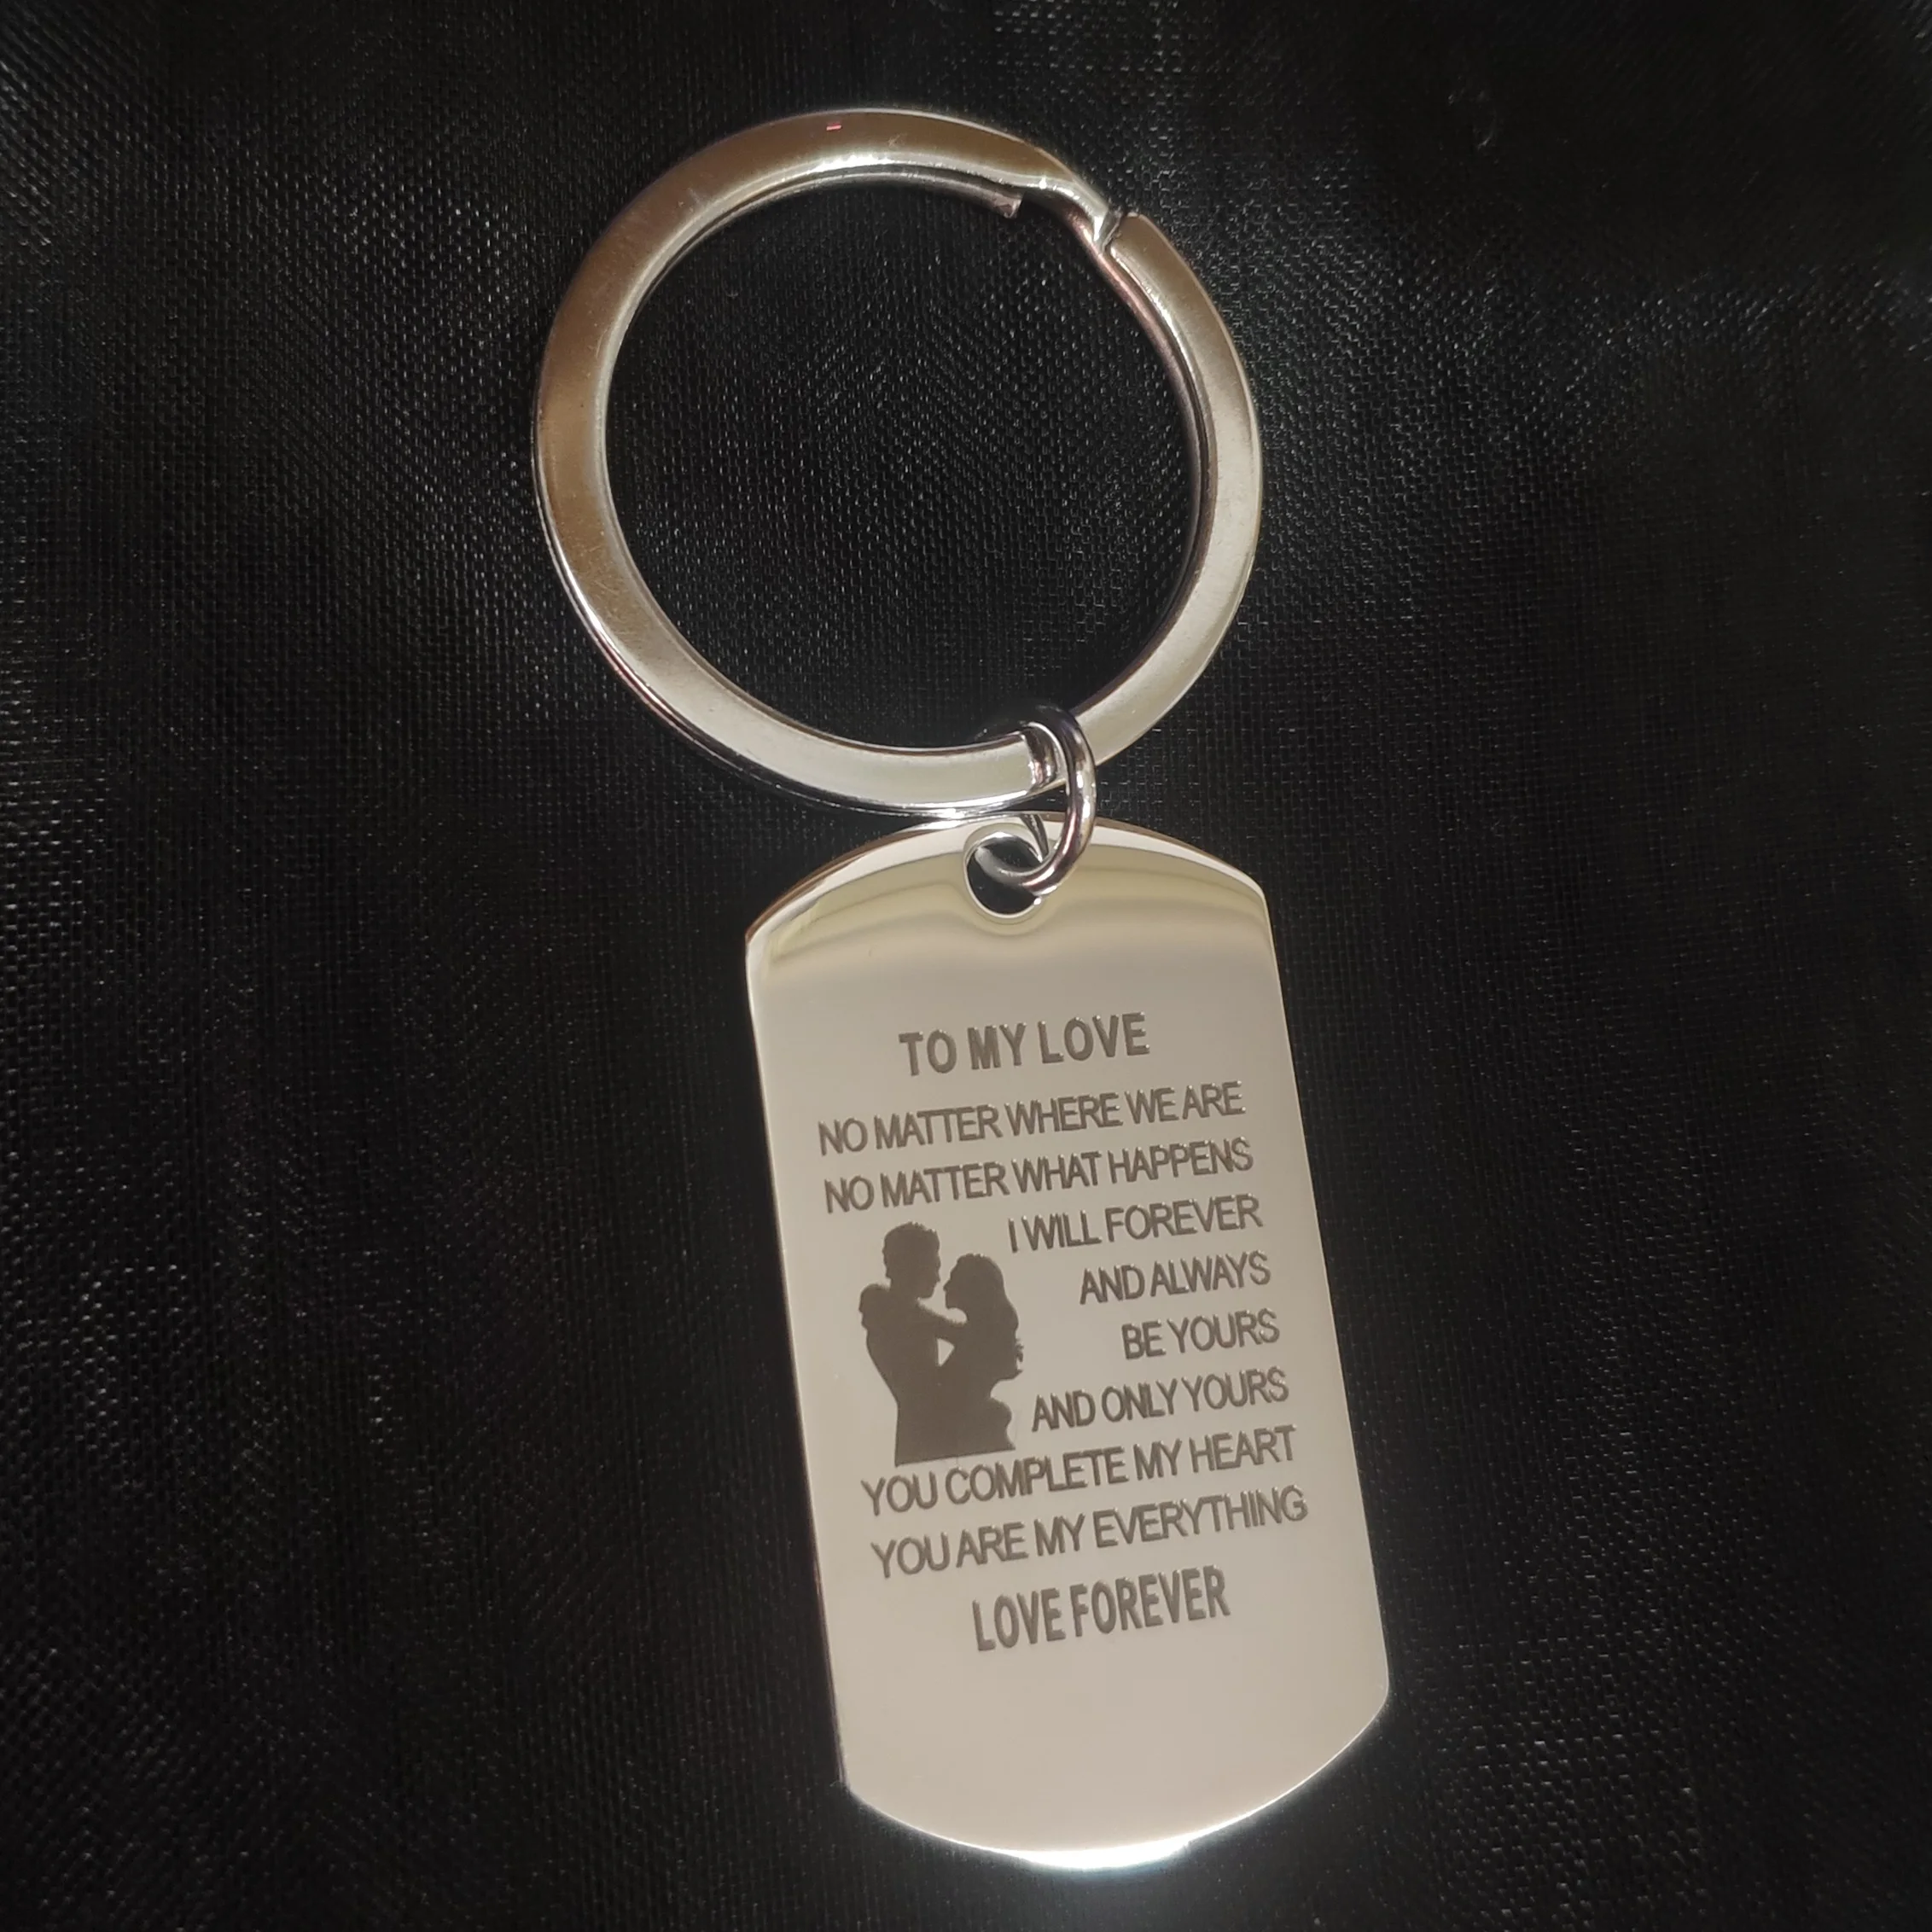 TO MY LOVE
NO MATTER WHERE WE ARE
NO MATTER WHAT HAPPENS
I WILL FOREVER
AND ALWAYS
BE YOURS
AND ONLY YOURS
YOU COMPLETE MY HEART
YOU ARE MY EVERYTHING
LOVE FOREVER